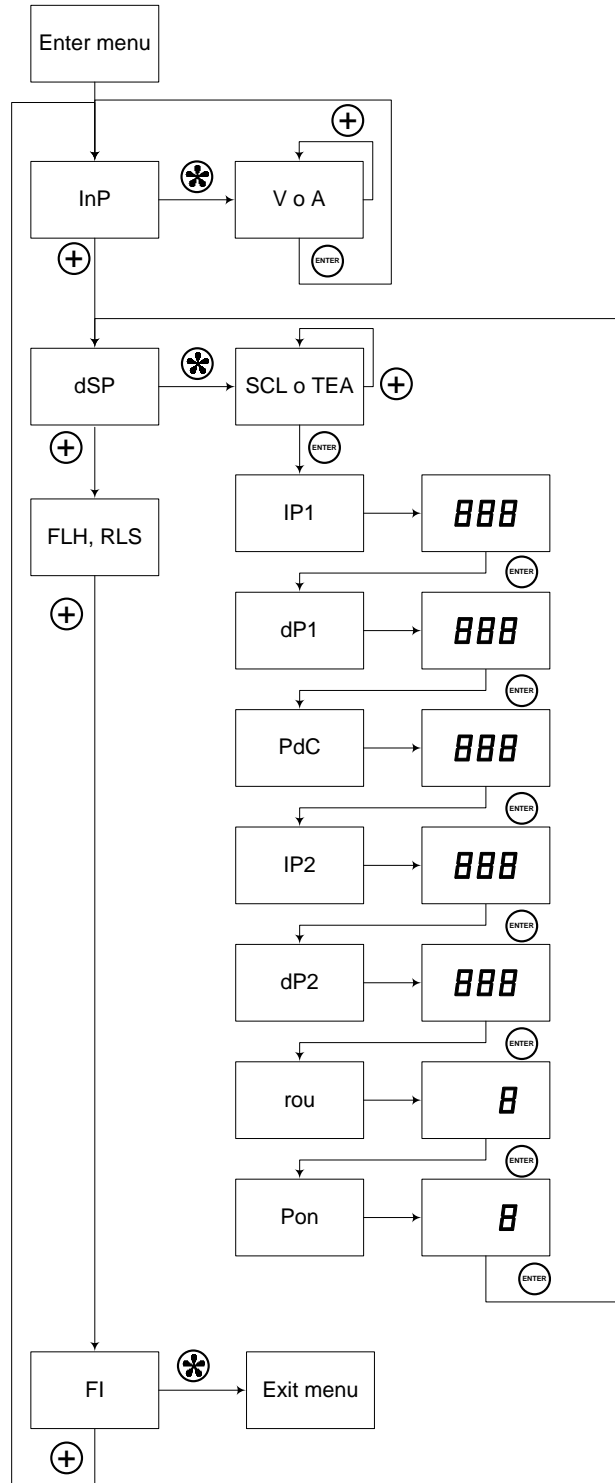 Enter menu
InP
V o A
ENTER
dSP
SCL o TEA
ENTER
IP1
888
ENTER
FLH, RLS
dP1
888
ENTER
PdC
888
ENTER
IP2
888
ENTER
dP2
888
ENTER
rou
8
ENTER
Pon
8
ENTER
FI
Exit menu